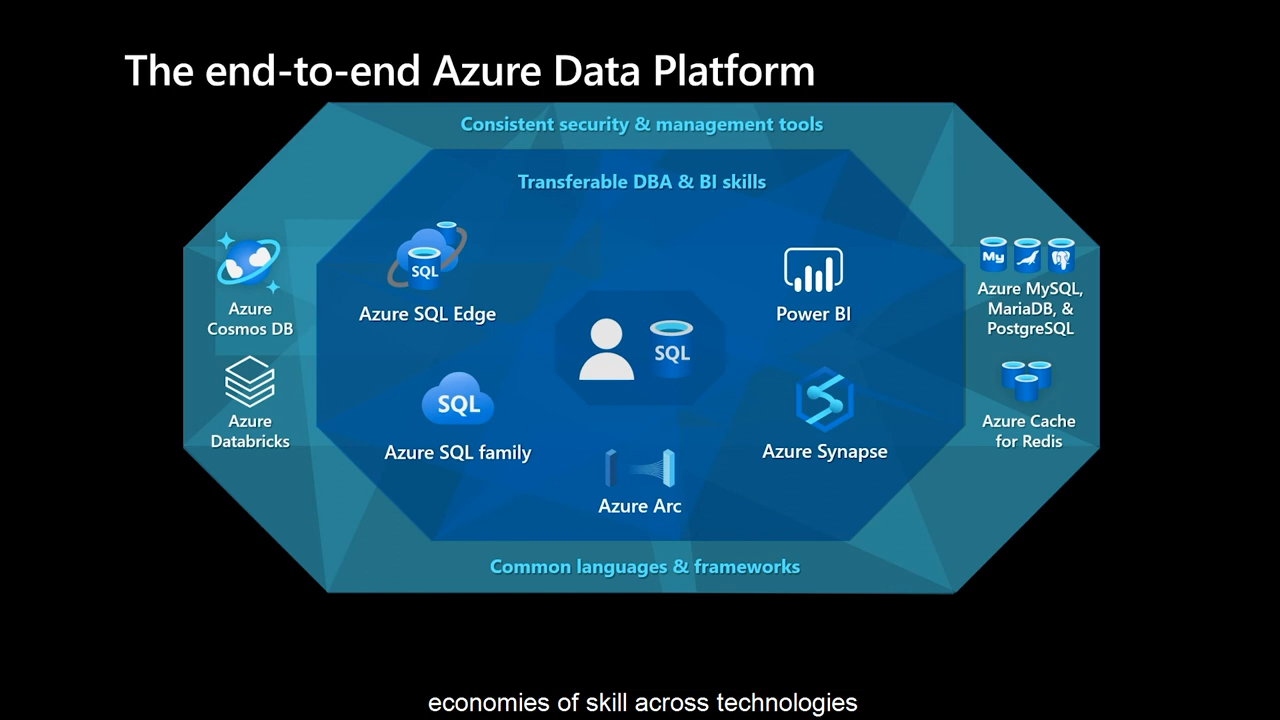 The end-to-end Azure Data Platform
Consistent security & management tools
Transferable DBA & BI skills
Azure
Cosmos DB
Azure
Databricks
SQL
Azure SQL Edge
SQL
Azure SQL family
SQL
Azure Arc
Power BI
Azure Synapse
My
Azure MySQL,
MariaDB, &
PostgreSQL
Azure Cache
for Redis
Common languages & frameworks
economies of skill across technologies